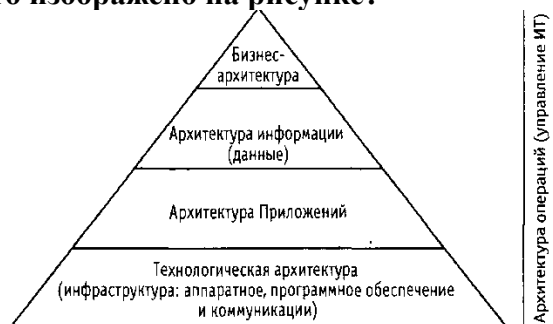 изображено на рисунке?
Бизнес-
архитектура
Архитектура информации
(данные)
Архитектура Приложений
Технологическая архитектура
(инфраструктура: аппаратное, программное обеспечение
и коммуникации)
Архитектура операций (управление ИТ)